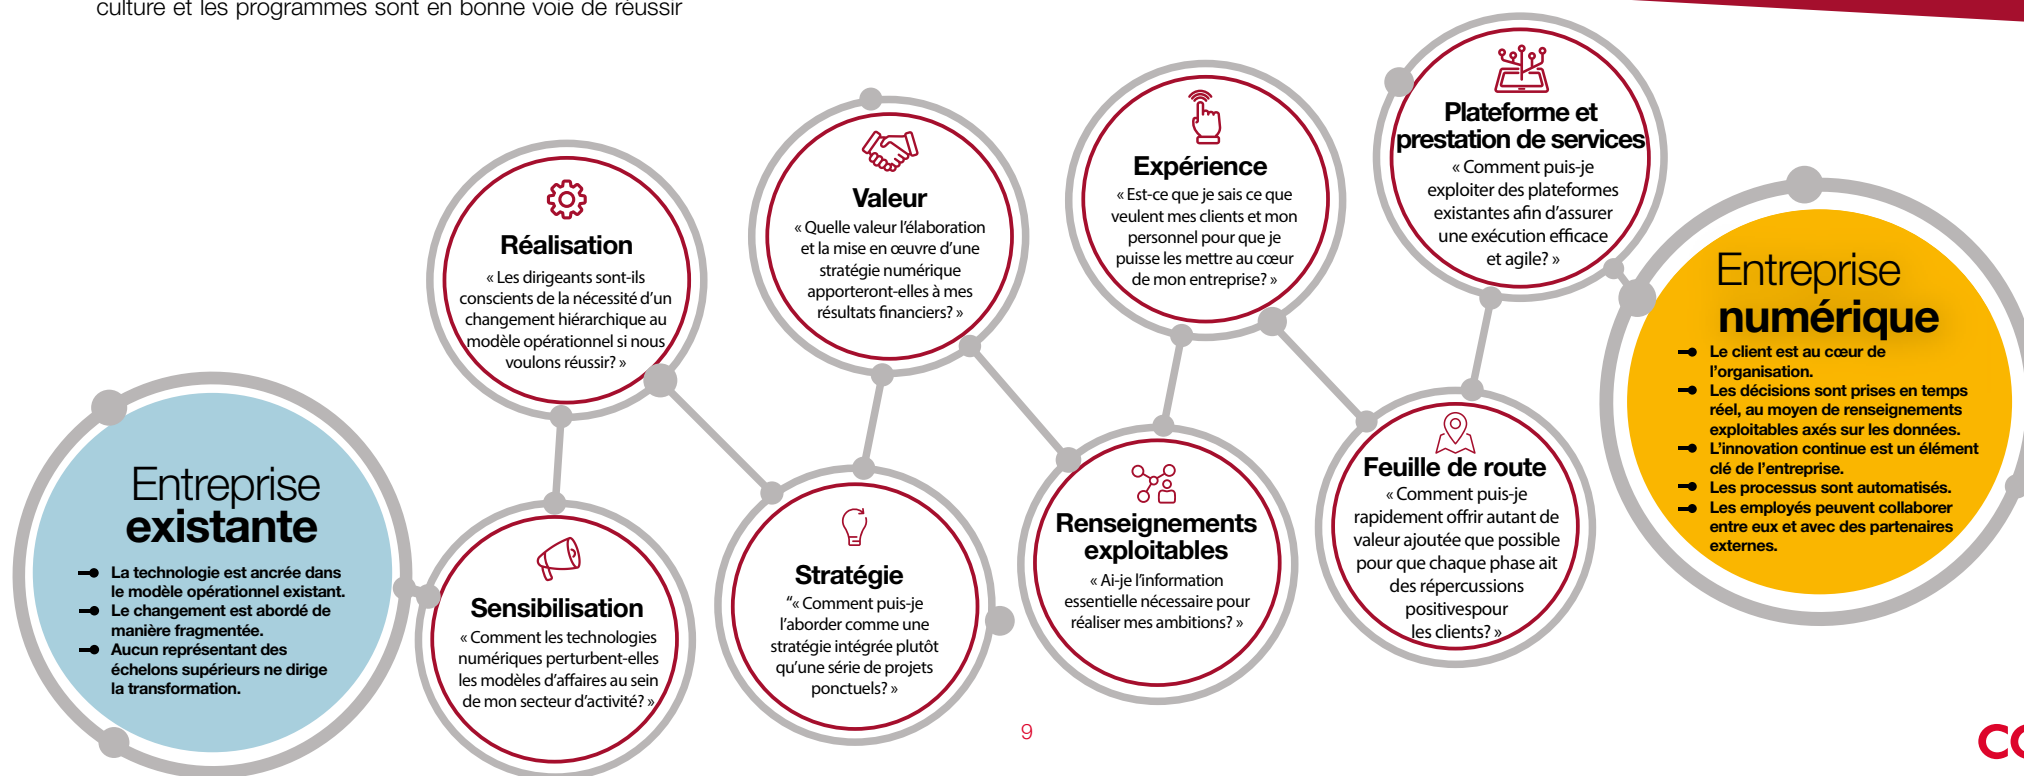 culture et les programmes sont en bonne voie de réussir
Entreprise
existante
La technologie est ancrée dans
le modèle opérationnel existant.
Le changement est abordé de
manière fragmentée.
Aucun représentant des
échelons supérieurs ne dirige
la transformation.
Sensibilisation
« Comment les technologies
numériques perturbent-elles
les modèles d’affaires au sein
de mon secteur d’activité? »
Réalisation
« Les dirigeants sont-ils
conscients de la nécessité d’un
changement hiérarchique au
modèle opérationnel si nous
voulons réussir? »
Stratégie
“« Comment puis-je
l’aborder comme une
stratégie intégrée plutôt
qu’une série de projets
ponctuels? »
Valeur
« Quelle valeur l’élaboration
et la mise en œuvre d’une
stratégie numérique
apporteront-elles à mes
résultats financiers? »
Renseignements
exploitables
« Ai-je l’information
essentielle nécessaire pour
réaliser mes ambitions? »
Expérience
« Est-ce que je sais ce que
veulent mes clients et mon
personnel pour que je
puisse les mettre au cœur
de mon entreprise? »
Feuille de route
« Comment puis-je
rapidement offrir autant de
valeur ajoutée que possible
pour que chaque phase ait
des répercussions
positivespour
les clients? »
Plateforme et
prestation de services
« Comment puis-je
exploiter des plateformes
existantes afin d’assurer
une exécution efficace
et agile? »
Entreprise
numérique
Le client est au cœur de
l’organisation.
Les décisions sont prises en temps
réel, au moyen de renseignements
exploitables axés sur les données.
L’innovation continue est un élément
clé de l’entreprise.
Les processus sont automatisés.
Les employés peuvent collaborer
entre eux et avec des partenaires
externes.
9